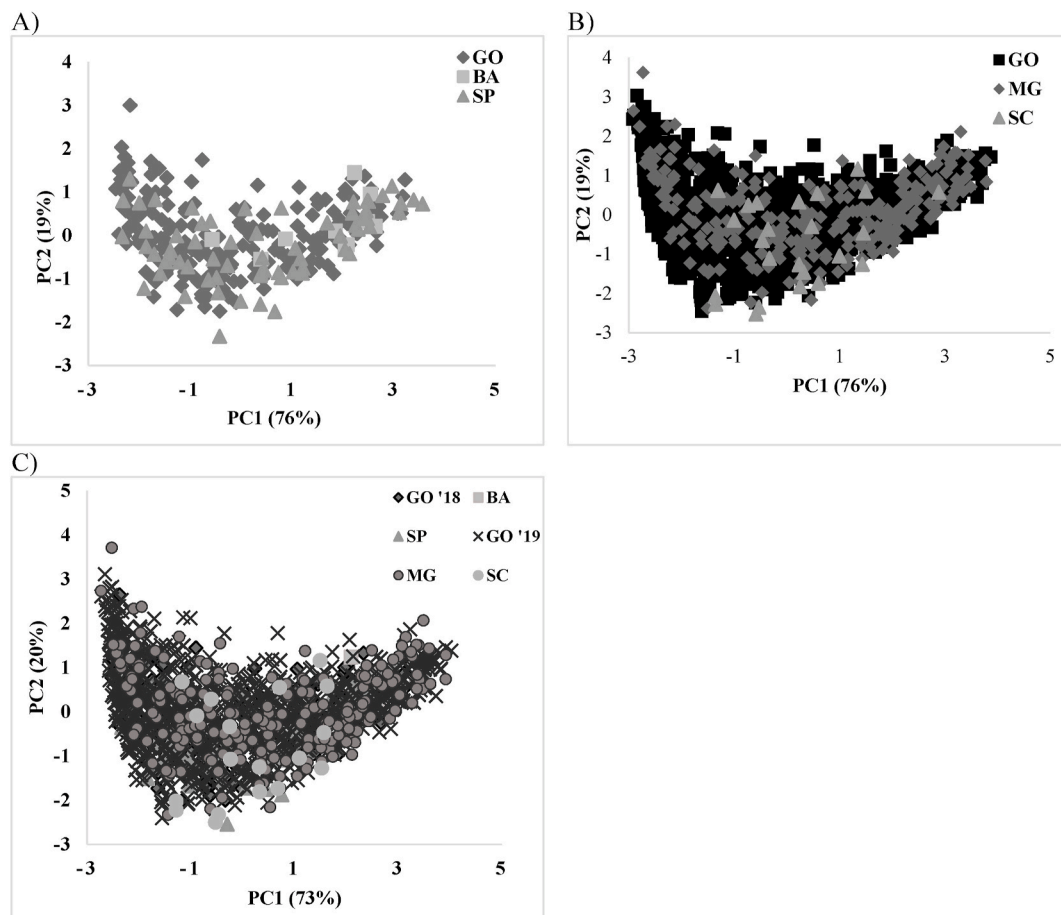 A)
GO
BA
SP
4
3
2
1
0
-1
-2
-3
PC2 (19%)
-3 -1 1 3 5
PC1 (76%)
B)
GO
MG
SC
4
3
2
1
0
-1
-2
-3
PC2 (19%)
-3 -1 1 3 5
PC1 (76%)
C)
GO '18 BA
SP GO '19
MG SC
5
4
3
2
1
0
-1
-2
-3
PC2 (20%)
-3 -1 1 3 5
PC1 (73%)